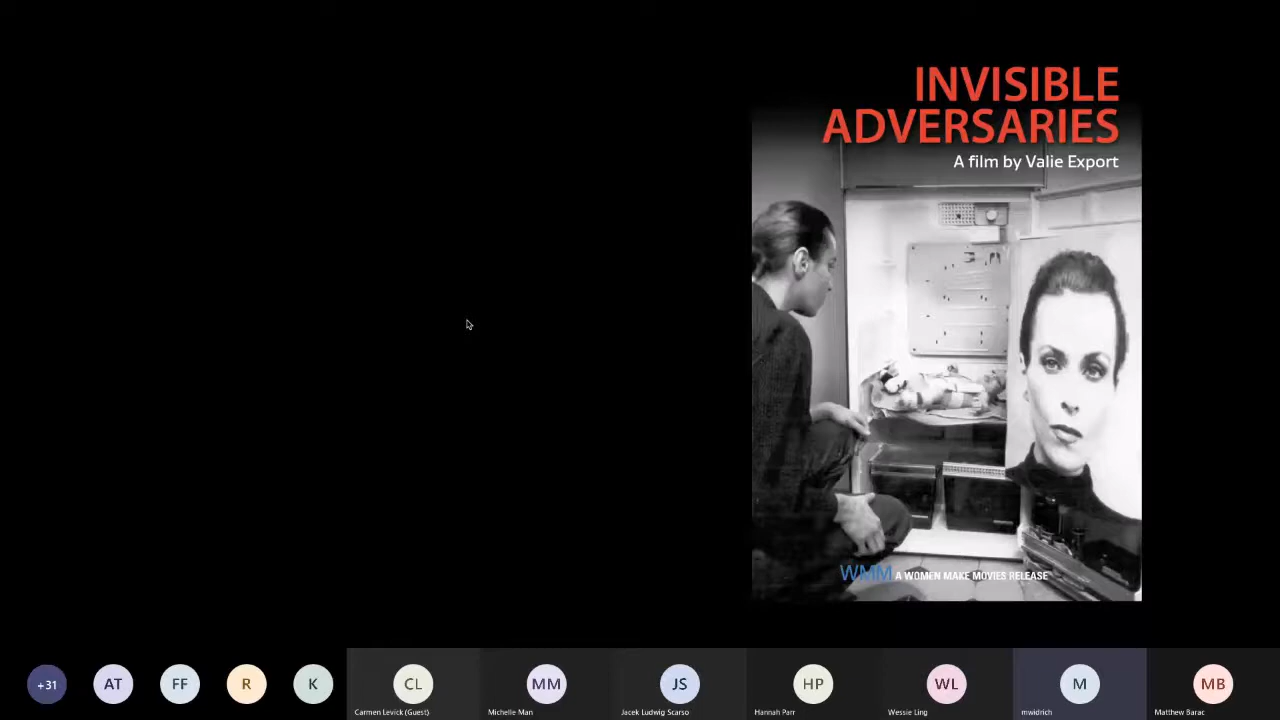 INVISIBLE
ADVERSARIES
A film by Valie Export
WMM A WOMEN MAKE MOVIES RELEASE
+31
AT
FF
R
K
CL
MM
JS
HP
WL
M
MB
Carmen Levick (Guest)
Michelle Man
Jacek Ludwig Scarso
Hannah Parr
Wessie Ling
mwidrich
Matthew Barac